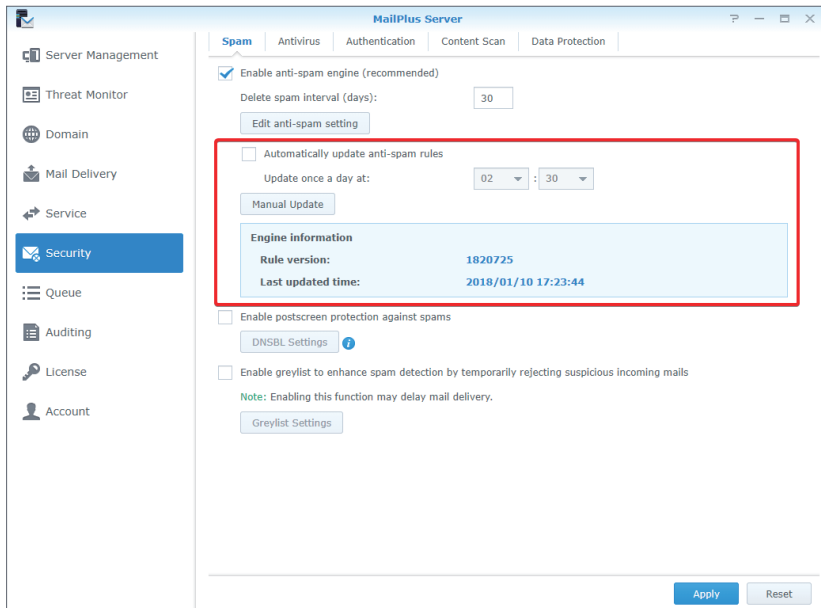 MailPlus Server
Server Management
Threat Monitor
Domain
Mail Delivery
Service
Security
Queue
Auditing
License
Account
Spam Antivirus Authentication Content Scan Data Protection
Enable anti-spam engine (recommended)
Delete spam interval (days): 30
Edit anti-spam setting
Automatically update anti-spam rules
Update once a day at: 02 : 30
Manual Update
Engine information
Rule version: 1820725
Last updated time: 2018/01/10 17:23:44
Enable postscreen protection against spams
DNSBL Settings i
Enable greylist to enhance spam detection by temporarily rejecting suspicious incoming mails
Note: Enabling this function may delay mail delivery.
Greylist Settings
Apply Reset